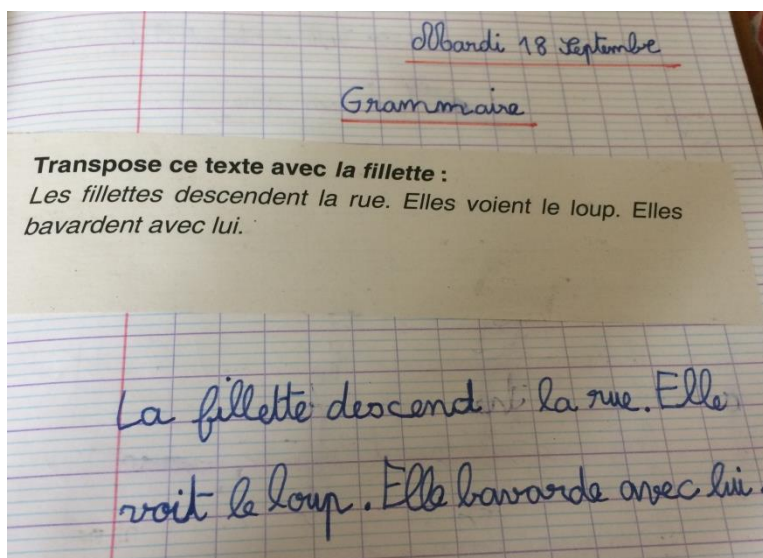 Mardi 18 septembre
Grammaire
Transpose ce texte avec la fillette :
Les fillettes descendent la rue. Elles voient le loup. Elles
bavardent avec lui.
La fillette descend la rue. Elle
voit le loup. Elle bavarde avec lui.